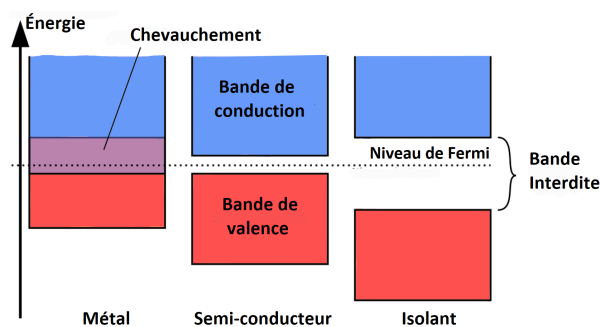 Énergie
Chevauchement
Bande de
conduction
Niveau de Fermi
Bande
Interdite
Bande de
valence
Métal
Semi-conducteur
Isolant